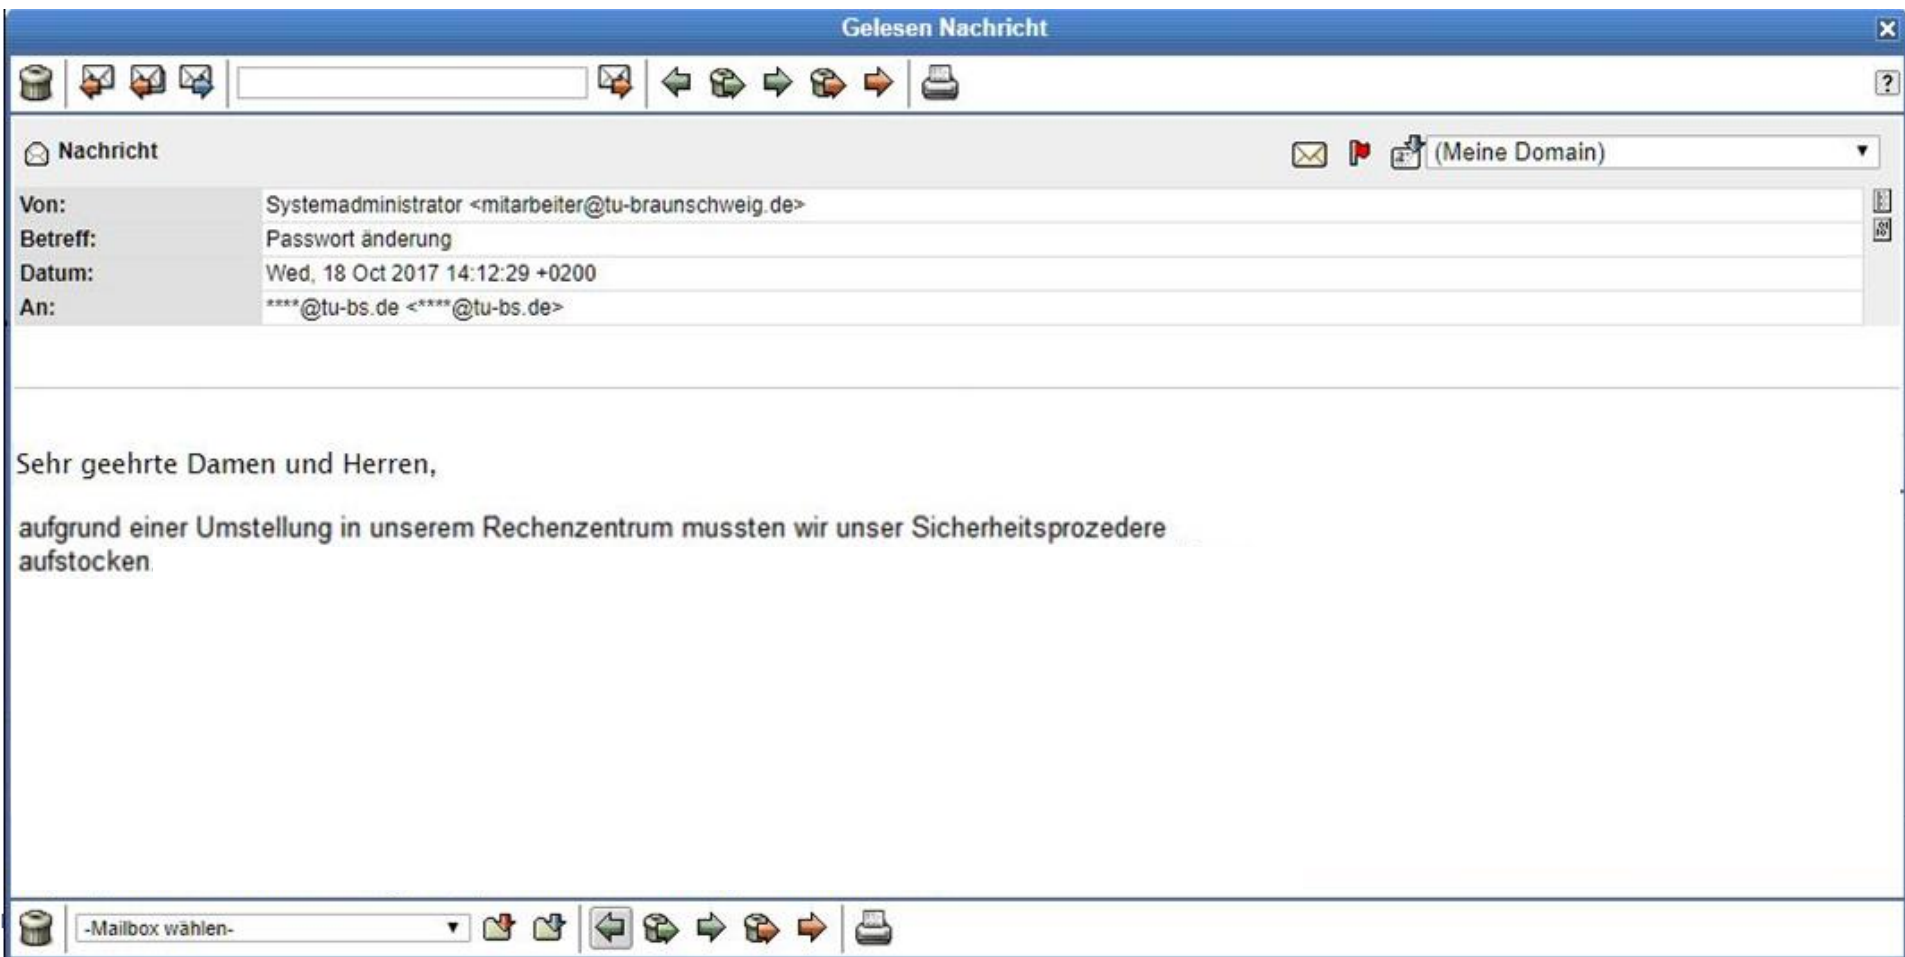 Gelesen Nachricht
?
Nachricht
(Meine Domain)
Von: Systemadministrator <mitarbeiter@tu-braunschweig.de>
Betreff: Passwort änderung
Datum: Wed, 18 Oct 2017 14:12:29 +0200
An: ****@tu-bs.de <****@tu-bs.de>
Sehr geehrte Damen und Herren,
aufgrund einer Umstellung in unserem Rechenzentrum mussten wir unser Sicherheitsprozedere
aufstocken
-Mailbox wählen-